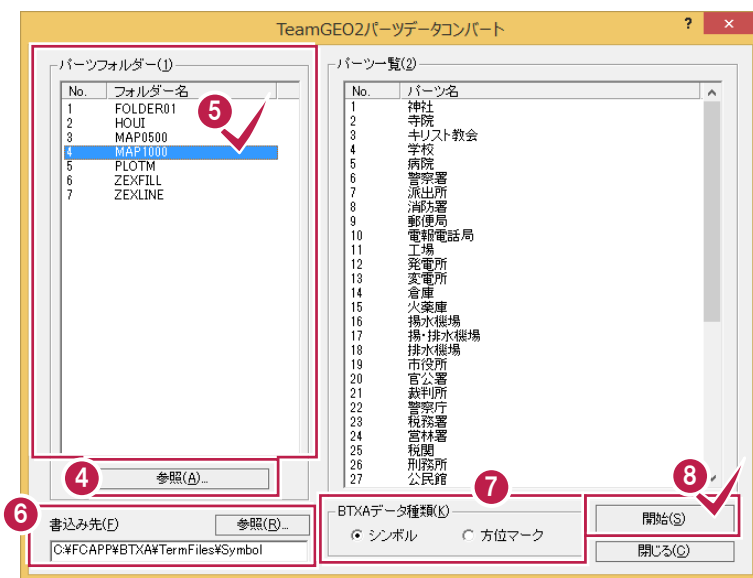 TeamGEO2パーツデータコンバート
? ×
パーツフォルダー(1)
No. フォルダー名
1 FOLDER01
2 HOUI
3 MAP0500
4 MAP1000
5 PLOTM
6 ZEXFILL
7 ZEXLINE
5
4
参照(A)...
6
書込み先(F)
参照(R)...
C:¥FCAPP¥BTXA¥TermFiles¥Symbol
パーツ一覧(2)
No. パーツ名
1 神社
2 寺院
3 キリスト教会
4 学校
5 病院
6 警察署
7 派出所
8 消防署
9 郵便局
10 電報電話局
11 工場
12 発電所
13 変電所
14 倉庫
15 火薬庫
16 揚水機場
17 揚・排水機場
18 排水機場
19 市役所
20 官公署
21 裁判所
22 警察庁
23 税務署
24 営林署
25 税関
26 刑務所
27 公民館
7
BTXAデータ種類(K)
シンボル 方位マーク
8
開始(S)
閉じる(C)